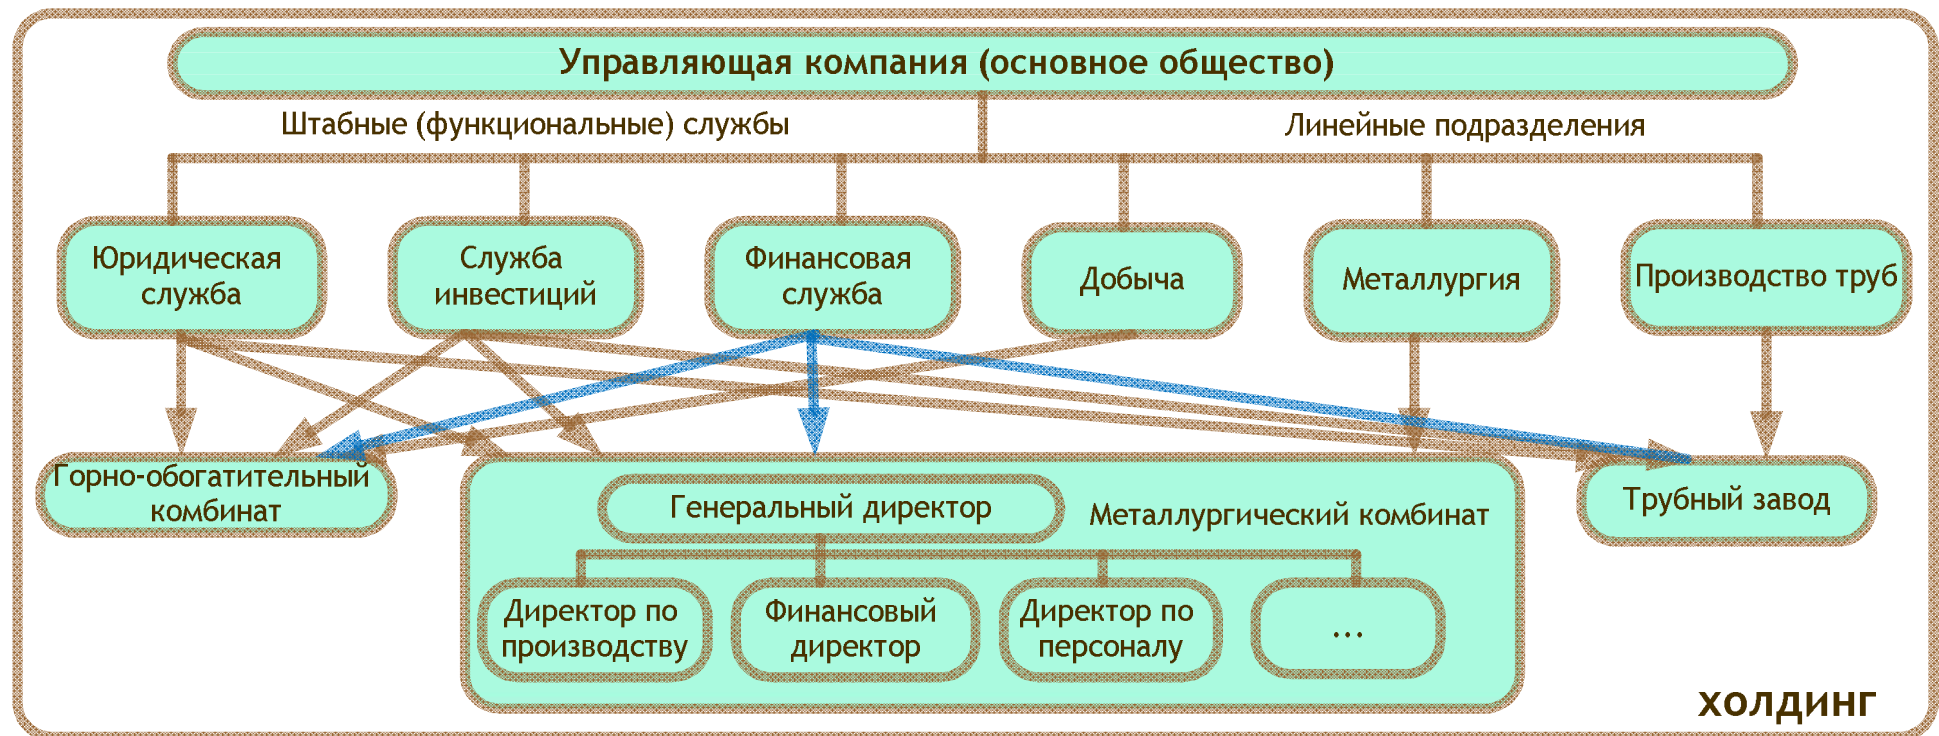 Управляющая компания (основное общество)
Штабные (функциональные) службы
Линейные подразделения
Юридическая
служба
Служба
инвестиций
Финансовая
служба
Добыча
Металлургия
Производство труб
Горно-обогатительный
комбинат
Генеральный директор
Металлургический комбинат
Трубный завод
Директор по
производству
Финансовый
директор
Директор по
персоналу
...
холдинг